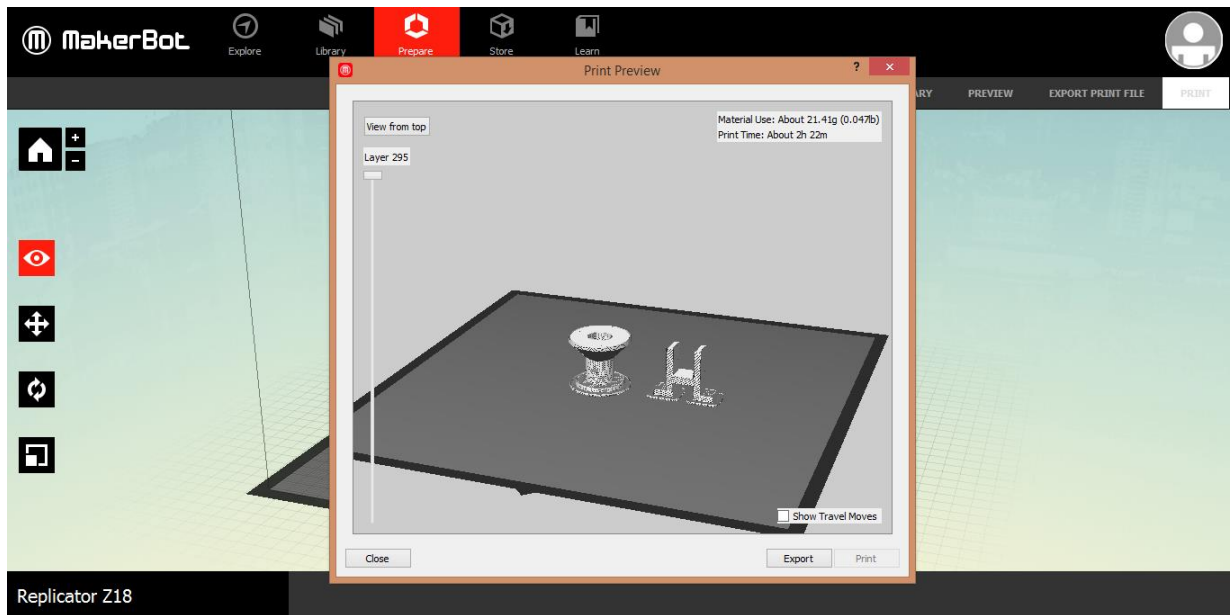 MakerBot
Explore
Library
Prepare
Store
Learn
Print Preview
?
RY
PREVIEW
EXPORT PRINT FILE
PRINT
View from top
Material Use: About 21.41g (0.047lb)
Print Time: About 2h 22m
Layer 295
Show Travel Moves
Close
Export
Print
Replicator Z18